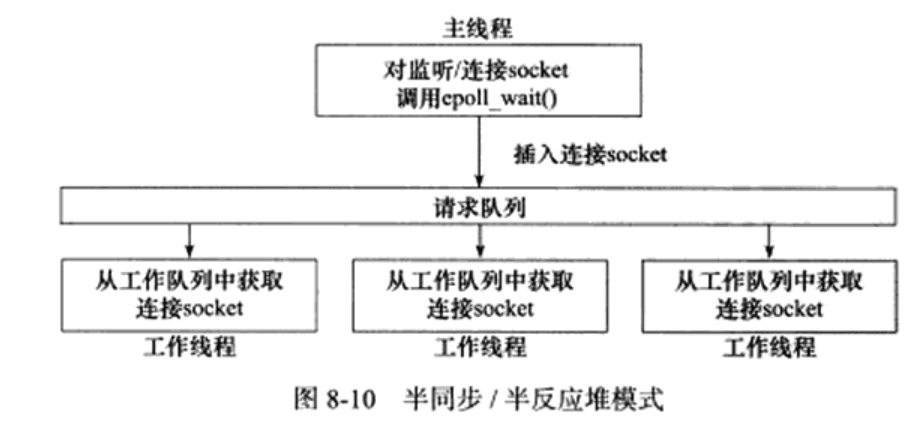 主线程
对监听/连接socket
调用epoll_wait()
插入连接socket
请求队列
从工作队列中获取
连接socket
从工作队列中获取
连接socket
从工作队列中获取
连接socket
工作线程
工作线程
工作线程
图 8-10 半同步 / 半反应堆模式